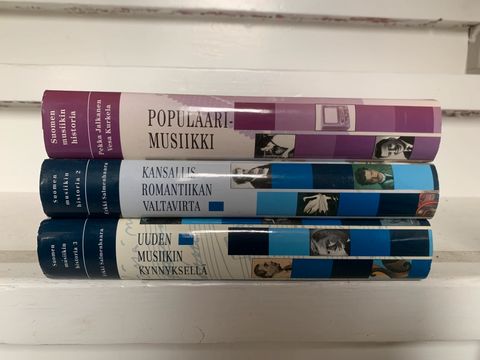 Suomen
musiikin
historia
Pekka Jalkanen
Vesa Kurkela
POPULAARI-
MUSIIKKI
Suomen
musiikin
historia 2
Erkki Salmenhaara
KANSALLIS-
ROMANTIIKAN
VALTAVIRTA
Suomen
musiikin
historia 3
Erkki Salmenhaara
UUDEN
MUSIIKIN
KYNNYKSELLÄ